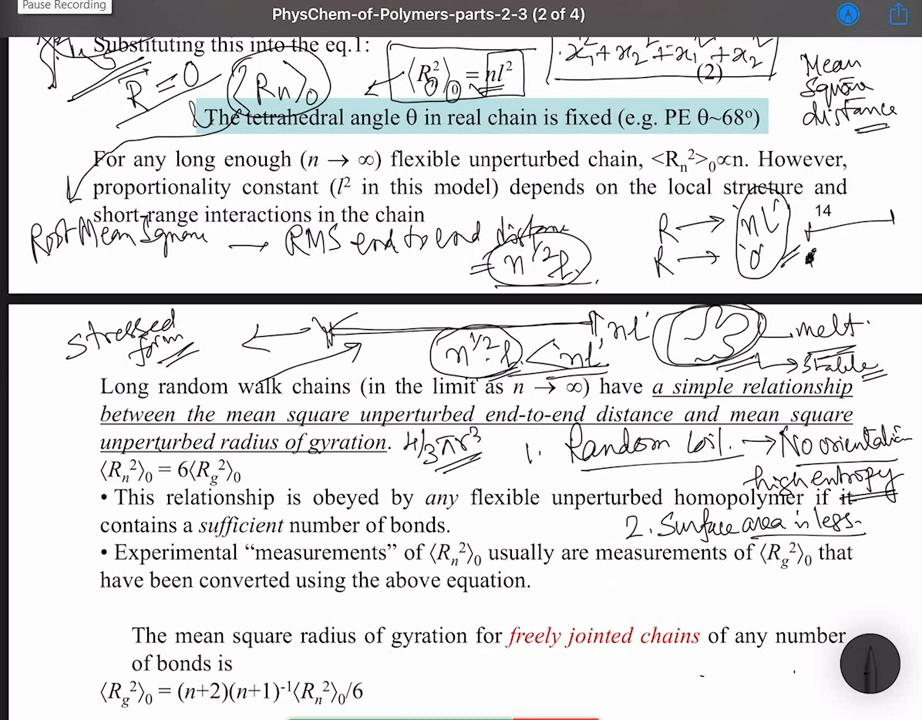 Pause Recording
PhysChem-of-Polymers-parts-2-3 (2 of 4)
Substituting this into the eq.1:
⟨Rₙ²⟩₀ = nl²
x₁² + x₂² + x₁² + x₂²
(2)
R = 0
⟨Rn⟩₀
Mean
Square
distance
The tetrahedral angle θ in real chain is fixed (e.g. PE θ~68º)
For any long enough (n → ∞) flexible unperturbed chain, <Rₙ²>₀∝n. However,
proportionality constant (l² in this model) depends on the local structure and
short-range interactions in the chain
14
Root Mean Square → RMS end to end distance
= n^1/2 l.
R → nl
R → 0
stressed
form
nl
n^1/2 · l < nl
melt.
→ stable
Long random walk chains (in the limit as n → ∞) have a simple relationship
between the mean square unperturbed end-to-end distance and mean square
unperturbed radius of gyration.
4/3πr³
1. Random coil. → No orientation
high entropy
⟨Rₙ²⟩₀ = 6⟨R_g²⟩₀
• This relationship is obeyed by any flexible unperturbed homopolymer if it
contains a sufficient number of bonds.
2. Surface area is less.
• Experimental “measurements” of ⟨Rₙ²⟩₀ usually are measurements of ⟨R_g²⟩₀ that
have been converted using the above equation.
The mean square radius of gyration for freely jointed chains of any number
of bonds is
⟨R_g²⟩₀ = (n+2)(n+1)⁻¹⟨Rₙ²⟩₀/6